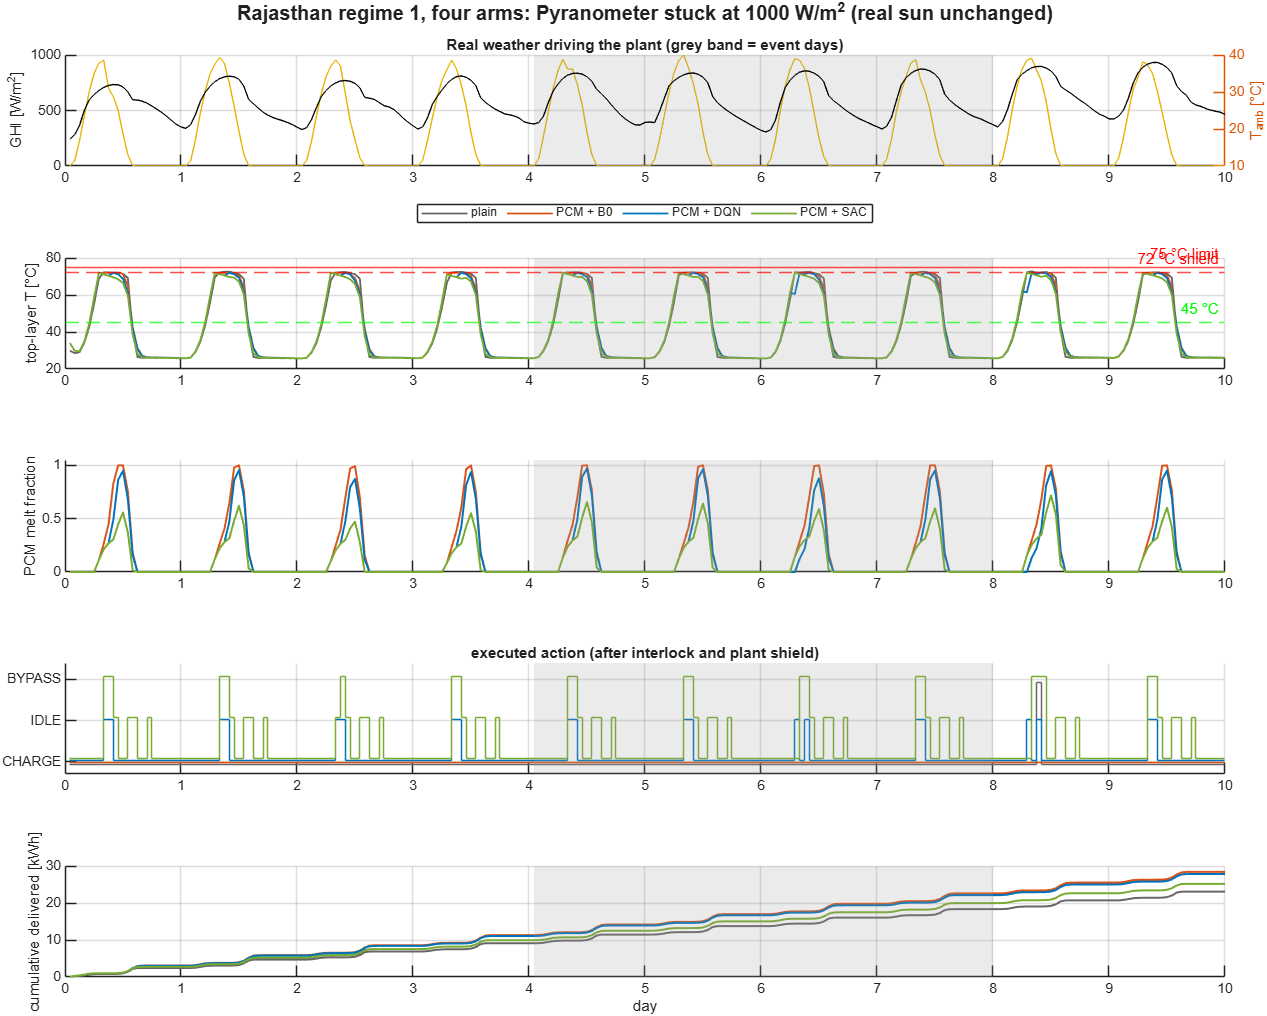 Rajasthan regime 1, four arms: Pyranometer stuck at 1000 W/m² (real sun unchanged)
Real weather driving the plant (grey band = event days)
GHI [W/m²]
1000
500
0
40
30
20
10
T_amb [°C]
0 1 2 3 4 5 6 7 8 9 10
plain PCM + B0 PCM + DQN PCM + SAC
top-layer T [°C]
80
60
40
20
75 °C limit
72 °C shield
45 °C
0 1 2 3 4 5 6 7 8 9 10
PCM melt fraction
1
0.5
0
0 1 2 3 4 5 6 7 8 9 10
executed action (after interlock and plant shield)
BYPASS
IDLE
CHARGE
0 1 2 3 4 5 6 7 8 9 10
cumulative delivered [kWh]
30
20
10
0
0 1 2 3 4 5 6 7 8 9 10
day